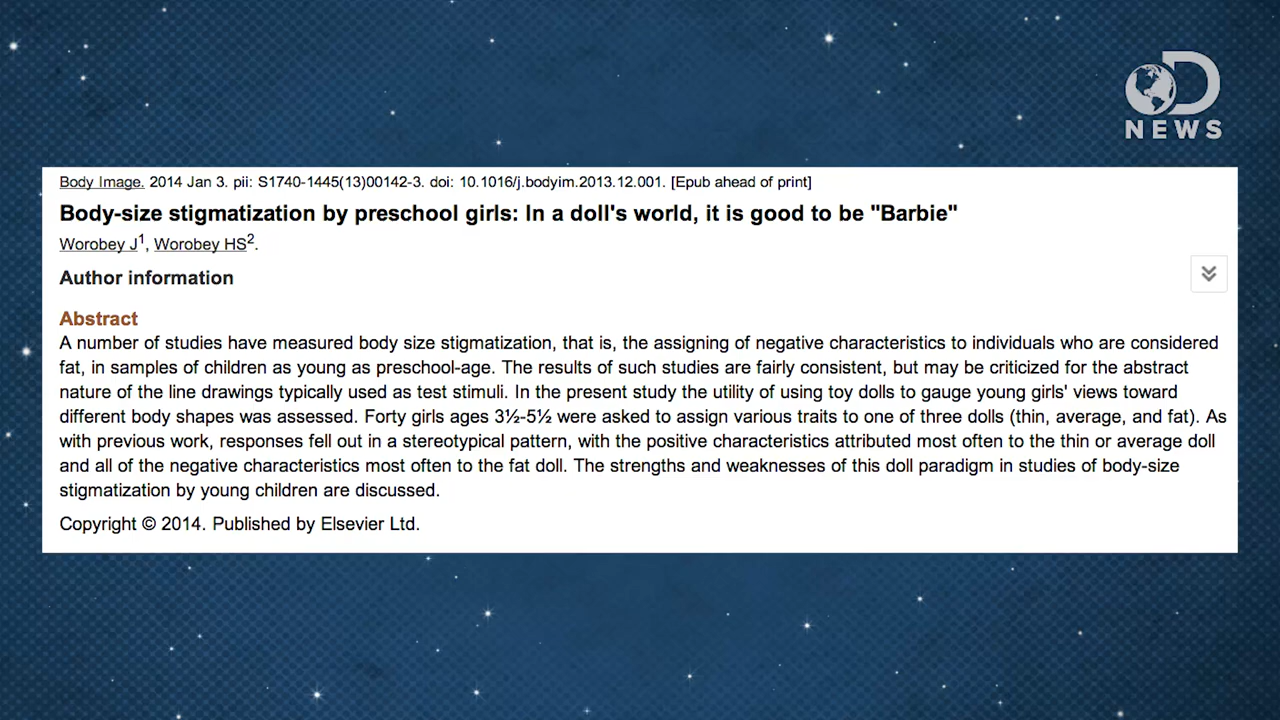 D
NEWS
Body Image. 2014 Jan 3. pii: S1740-1445(13)00142-3. doi: 10.1016/j.bodyim.2013.12.001. [Epub ahead of print]
Body-size stigmatization by preschool girls: In a doll's world, it is good to be "Barbie"
Worobey J1, Worobey HS2.
Author information
Abstract
A number of studies have measured body size stigmatization, that is, the assigning of negative characteristics to individuals who are considered
fat, in samples of children as young as preschool-age. The results of such studies are fairly consistent, but may be criticized for the abstract
nature of the line drawings typically used as test stimuli. In the present study the utility of using toy dolls to gauge young girls' views toward
different body shapes was assessed. Forty girls ages 3½-5½ were asked to assign various traits to one of three dolls (thin, average, and fat). As
with previous work, responses fell out in a stereotypical pattern, with the positive characteristics attributed most often to the thin or average doll
and all of the negative characteristics most often to the fat doll. The strengths and weaknesses of this doll paradigm in studies of body-size
stigmatization by young children are discussed.
Copyright © 2014. Published by Elsevier Ltd.